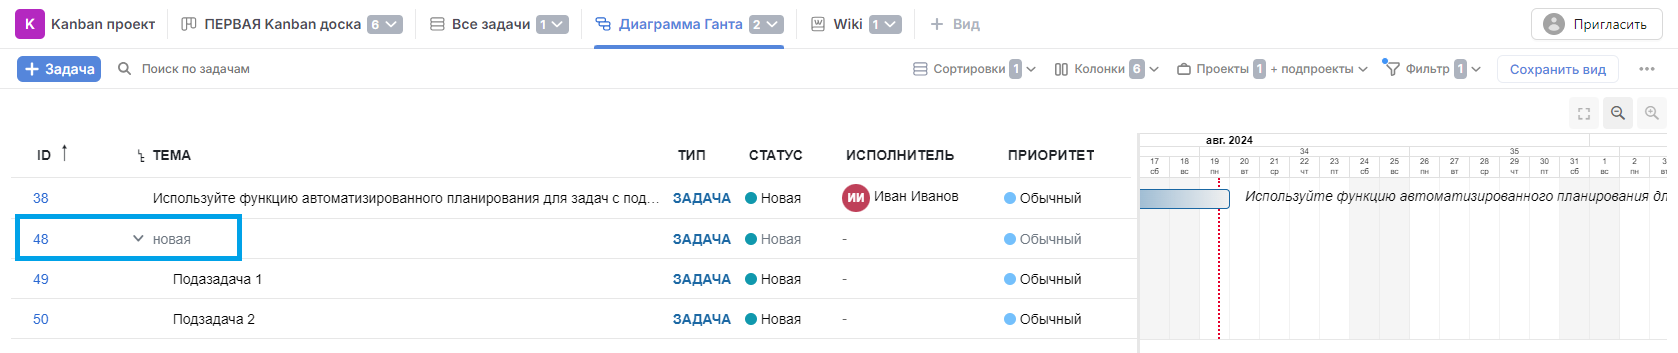 K Kanban проект ПЕРВАЯ Kanban доска 6 Все задачи 1 Диаграмма Ганта 2 Wiki 1 + Вид Пригласить
+ Задача Поиск по задачам Сортировки 1 Колонки 6 Проекты 1 + подпроекты Фильтр 1 Сохранить вид
ID ТЕМА ТИП СТАТУС ИСПОЛНИТЕЛЬ ПРИОРИТЕТ
авг. 2024
34 35
17 18 19 20 21 22 23 24 25 26 27 28 29 30 31 1 2 3
сб вс пн вт ср чт пт сб вс пн вт ср чт пт сб вс пн вт
38 Используйте функцию автоматизированного планирования для задач с под... ЗАДАЧА Новая ИИ Иван Иванов Обычный Используйте функцию автоматизированного планирования дл
48 новая ЗАДАЧА Новая - Обычный
49 Подазадача 1 ЗАДАЧА Новая - Обычный
50 Подзадача 2 ЗАДАЧА Новая - Обычный